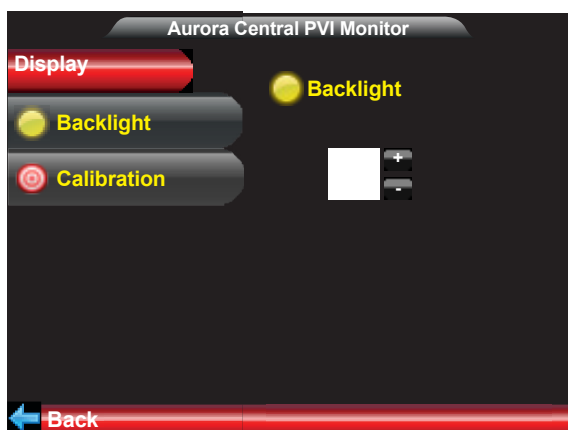 Aurora Central PVI Monitor
Display
Backlight
Calibration
Backlight
+
-
Back